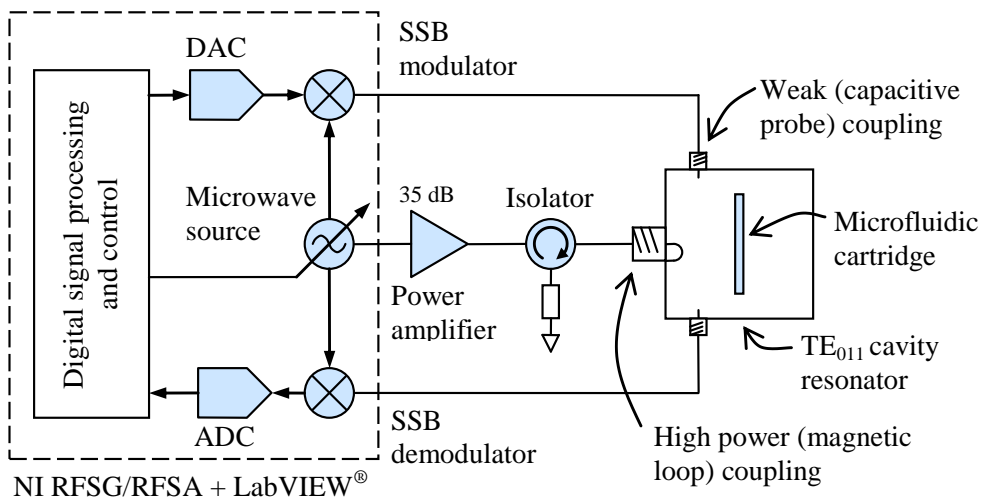 DAC
SSB
modulator
Weak (capacitive
probe) coupling
Digital signal processing
and control
Microwave
source
35 dB
Isolator
Power
amplifier
Microfluidic
cartridge
TE₀₁₁ cavity
resonator
ADC
SSB
demodulator
High power (magnetic
loop) coupling
NI RFSG/RFSA + LabVIEW®